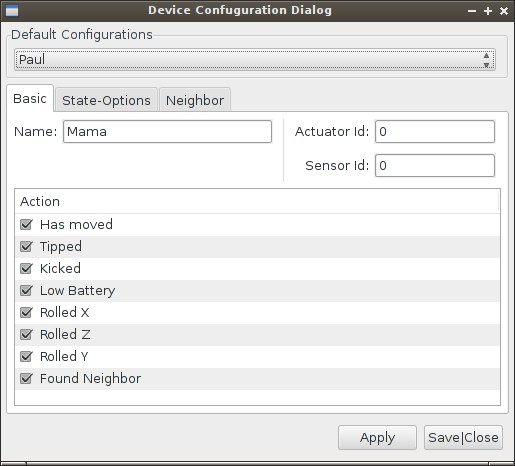 Device Confuguration Dialog
Default Configurations
Paul
Basic State-Options Neighbor
Name: Mama Actuator Id: 0
Sensor Id: 0
Action
Has moved
Tipped
Kicked
Low Battery
Rolled X
Rolled Z
Rolled Y
Found Neighbor
Apply Save|Close